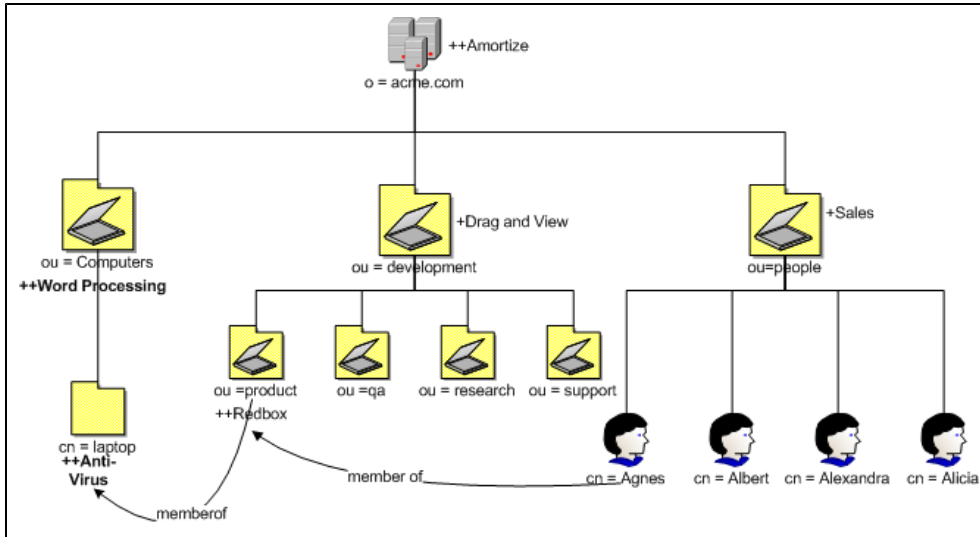 ++Amortize
o = acme.com
+Drag and View
+Sales
ou = Computers
ou = development
ou=people
++Word Processing
ou =product
ou =qa
ou = research
ou = support
++Redbox
cn = laptop
++Anti-
Virus
member of
cn = Agnes
cn = Albert
cn = Alexandra
cn = Alicia
memberof